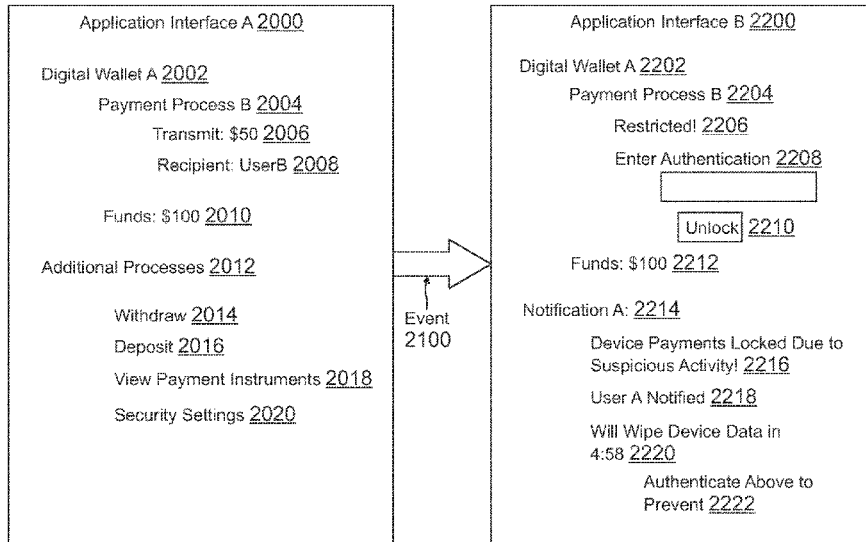 Application Interface A 2000
Digital Wallet A 2002
Payment Process B 2004
Transmit: $50 2006
Recipient: UserB 2008
Funds: $100 2010
Additional Processes 2012
Withdraw 2014
Deposit 2016
View Payment Instruments 2018
Security Settings 2020
Event
2100
Application Interface B 2200
Digital Wallet A 2202
Payment Process B 2204
Restricted! 2206
Enter Authentication 2208
Unlock 2210
Funds: $100 2212
Notification A: 2214
Device Payments Locked Due to
Suspicious Activity! 2216
User A Notified 2218
Will Wipe Device Data in
4:58 2220
Authenticate Above to
Prevent 2222